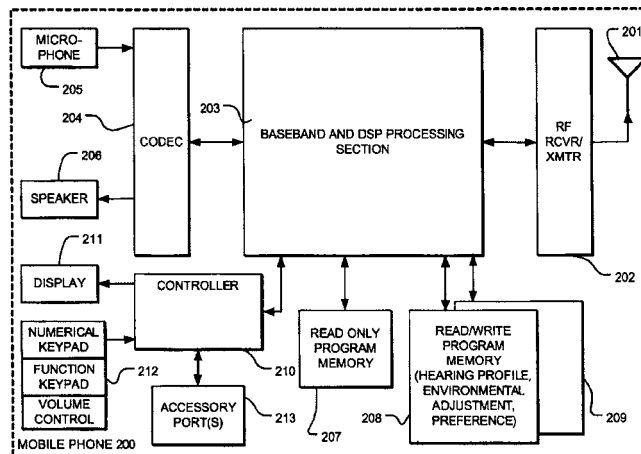 MICRO-
PHONE
205
204
CODEC
203
BASEBAND AND DSP PROCESSING
SECTION
RF
RCVR/
XMTR
201
202
206
SPEAKER
211
DISPLAY
CONTROLLER
210
NUMERICAL
KEYPAD
FUNCTION
KEYPAD
VOLUME
CONTROL
212
ACCESSORY
PORT(S)
213
READ ONLY
PROGRAM
MEMORY
207
READ/WRITE
PROGRAM
MEMORY
(HEARING PROFILE,
ENVIRONMENTAL
ADJUSTMENT,
PREFERENCE)
208
209
MOBILE PHONE 200